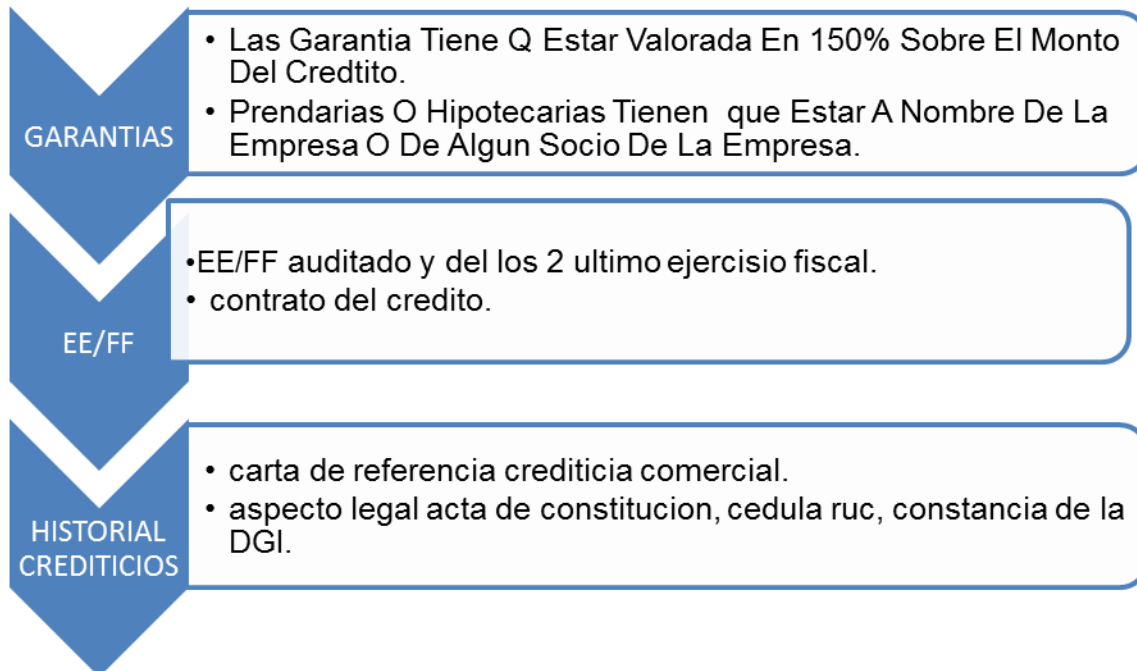 GARANTIAS
• Las Garantia Tiene Q Estar Valorada En 150% Sobre El Monto
Del Credtito.
• Prendarias O Hipotecarias Tienen que Estar A Nombre De La
Empresa O De Algun Socio De La Empresa.
EE/FF
•EE/FF auditado y del los 2 ultimo ejercisio fiscal.
• contrato del credito.
HISTORIAL
CREDITICIOS
• carta de referencia crediticia comercial.
• aspecto legal acta de constitucion, cedula ruc, constancia de la
DGI.